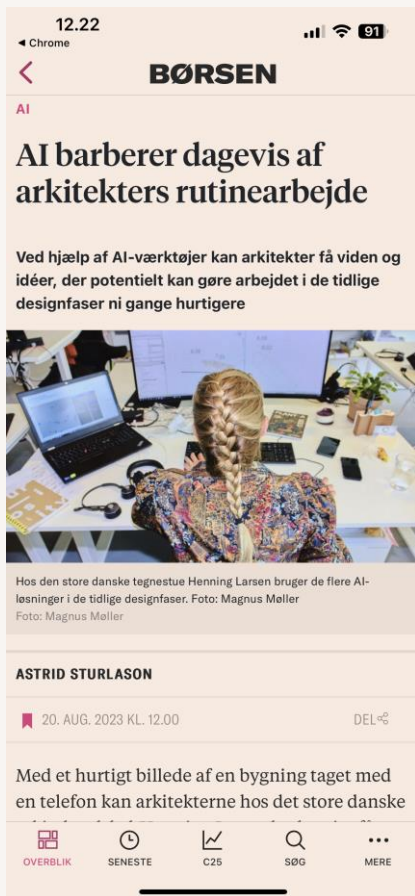 12.22
◀ Chrome
91
BØRSEN
AI
AI barberer dagevis af
arkitekters rutinearbejde
Ved hjælp af AI-værktøjer kan arkitekter få viden og
idéer, der potentielt kan gøre arbejdet i de tidlige
designfaser ni gange hurtigere
Hos den store danske tegnestue Henning Larsen bruger de flere AI-
løsninger i de tidlige designfaser. Foto: Magnus Møller
Foto: Magnus Møller
ASTRID STURLASON
20. AUG. 2023 KL. 12.00
DEL
Med et hurtigt billede af en bygning taget med
en telefon kan arkitekterne hos det store danske
OVERBLIK
SENESTE
C25
SØG
MERE